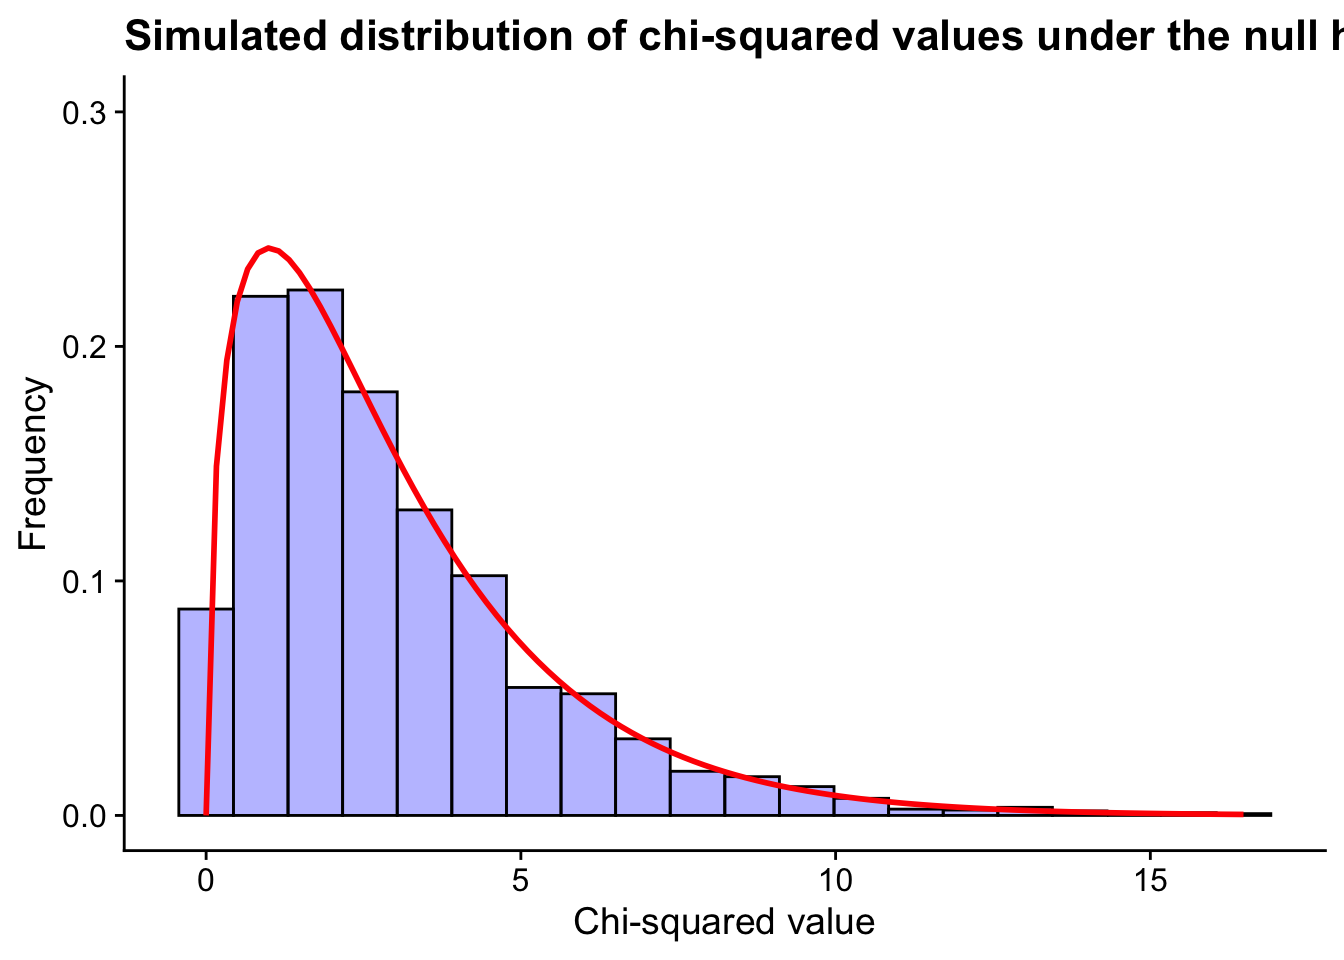 Simulated distribution of chi-squared values under the null
0.3
0.2
0.1
0.0
Frequency
0
5
10
15
Chi-squared value